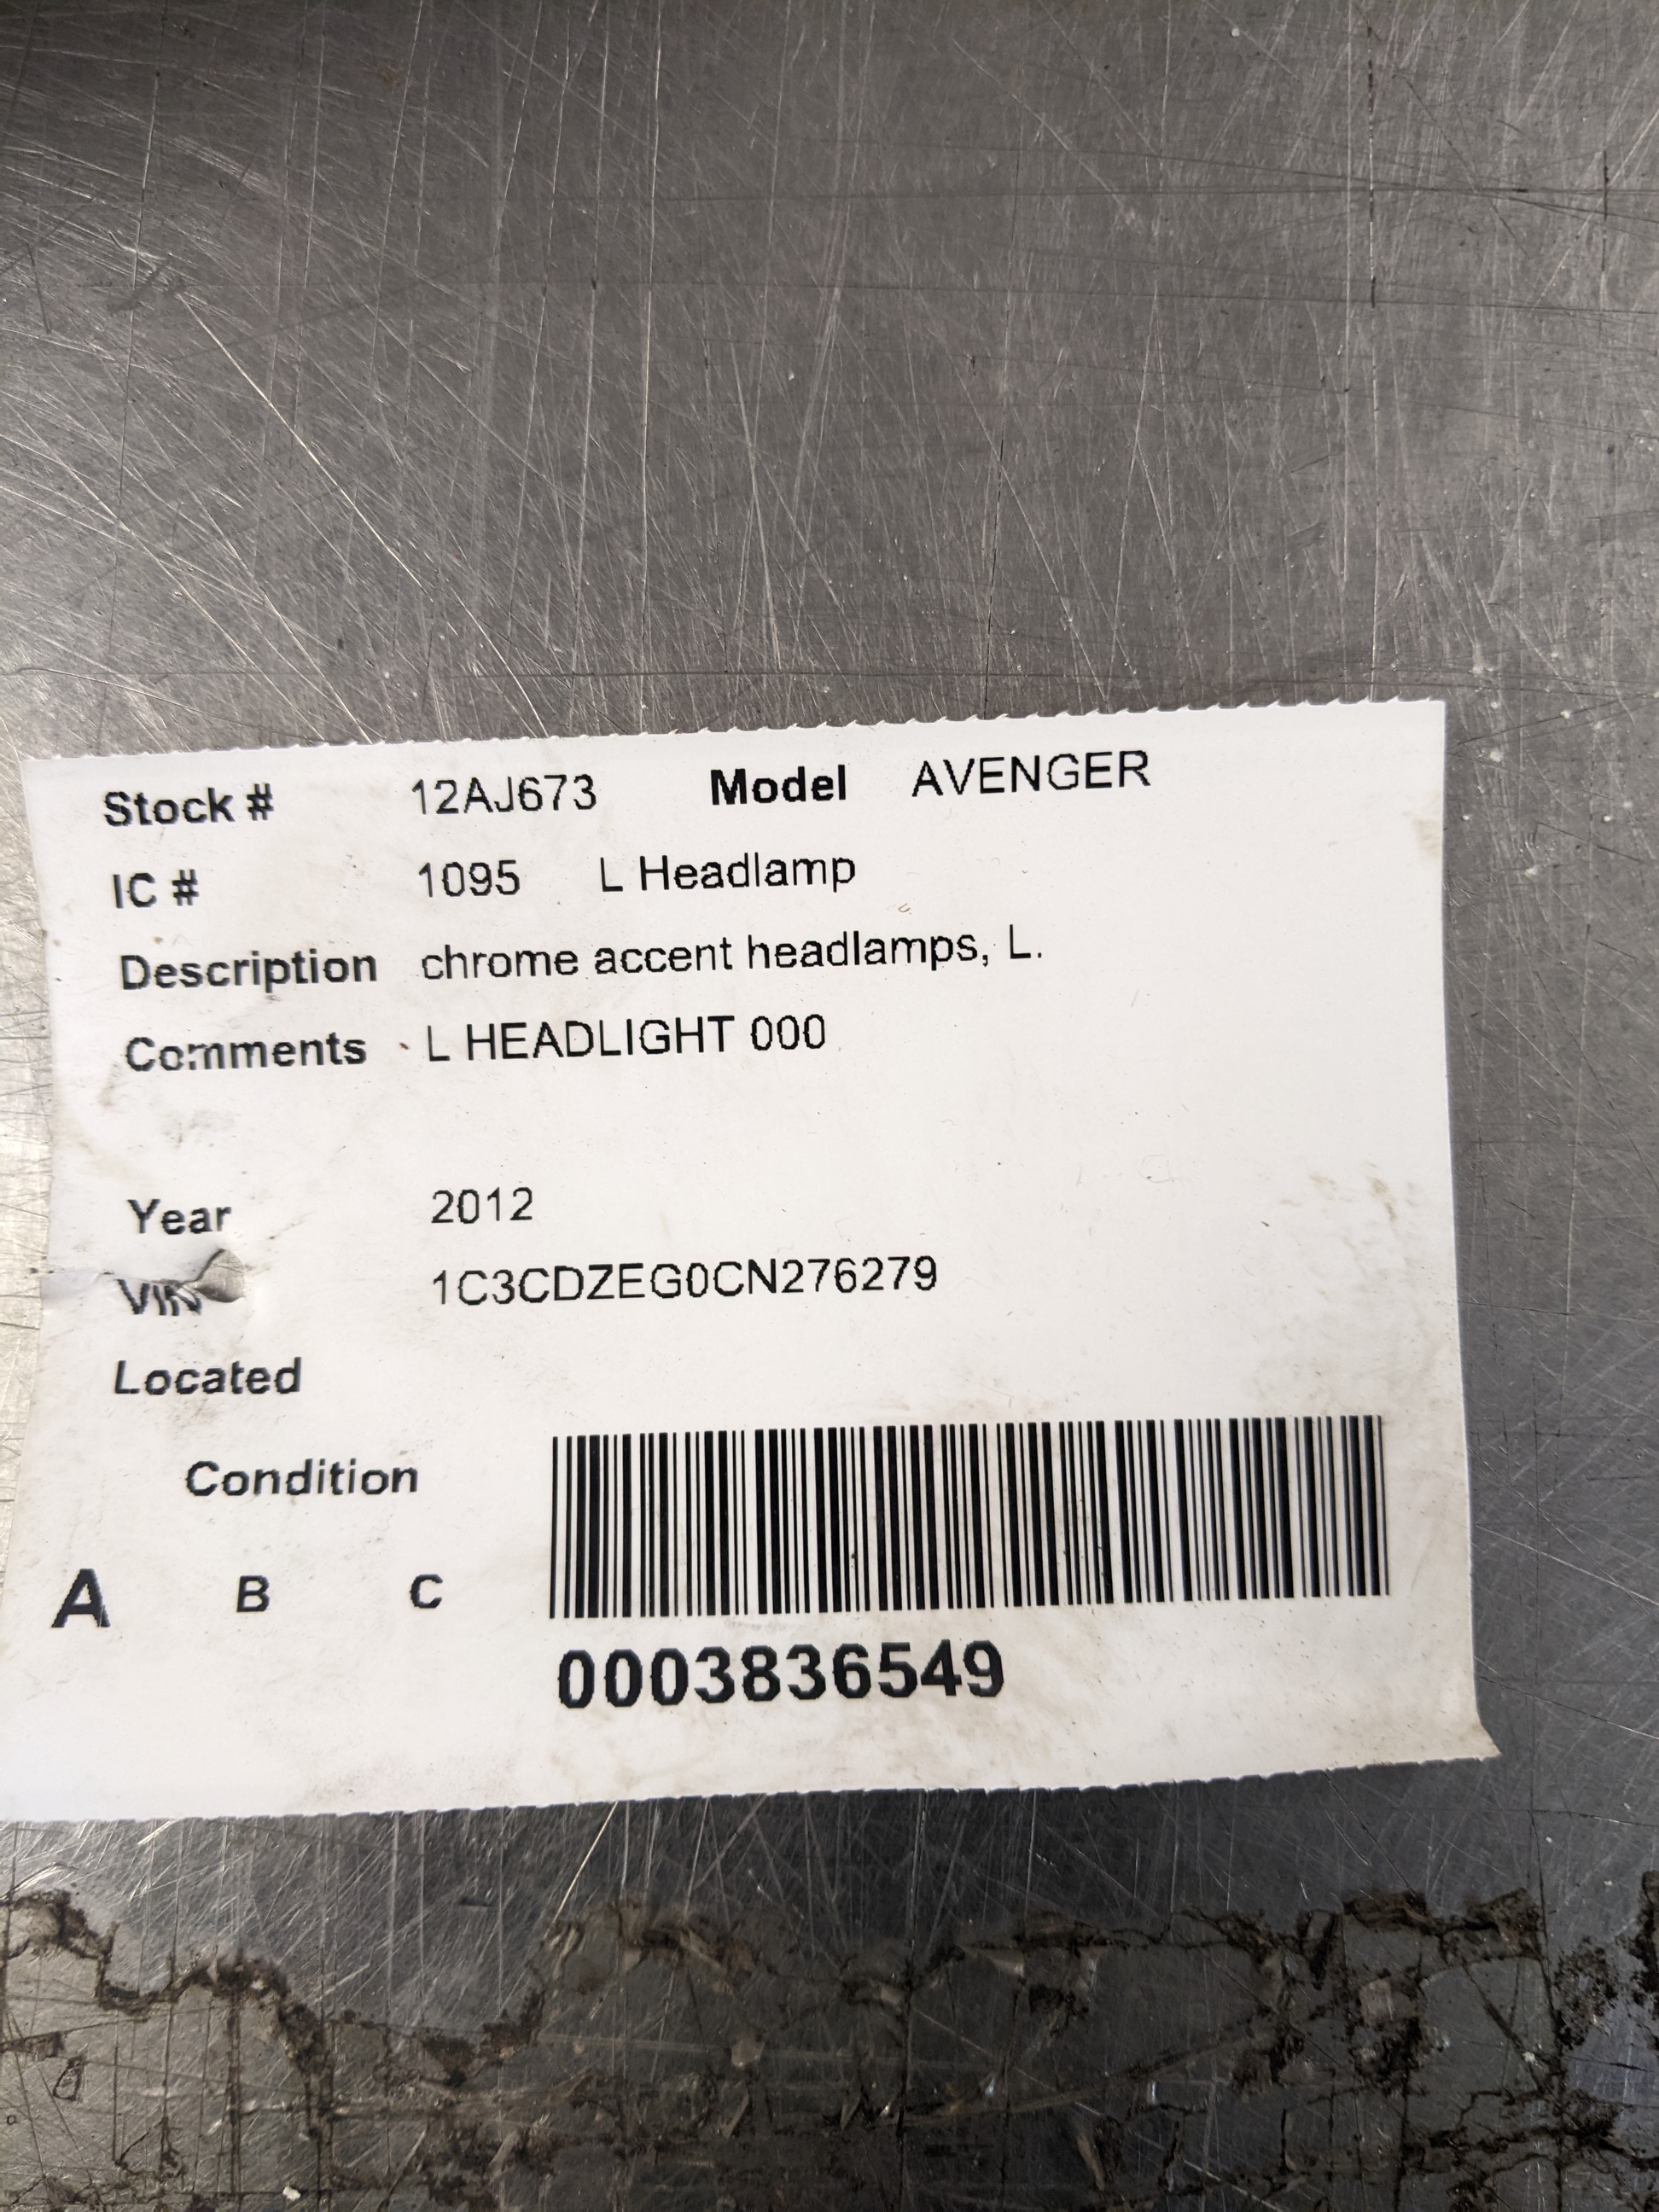 Stock # 12AJ673 Model AVENGER
IC # 1095 L Headlamp
Description chrome accent headlamps, L.
Comments L HEADLIGHT 000
Year 2012
VIN 1C3CDZEG0CN276279
Located
Condition
A B C
0003836549